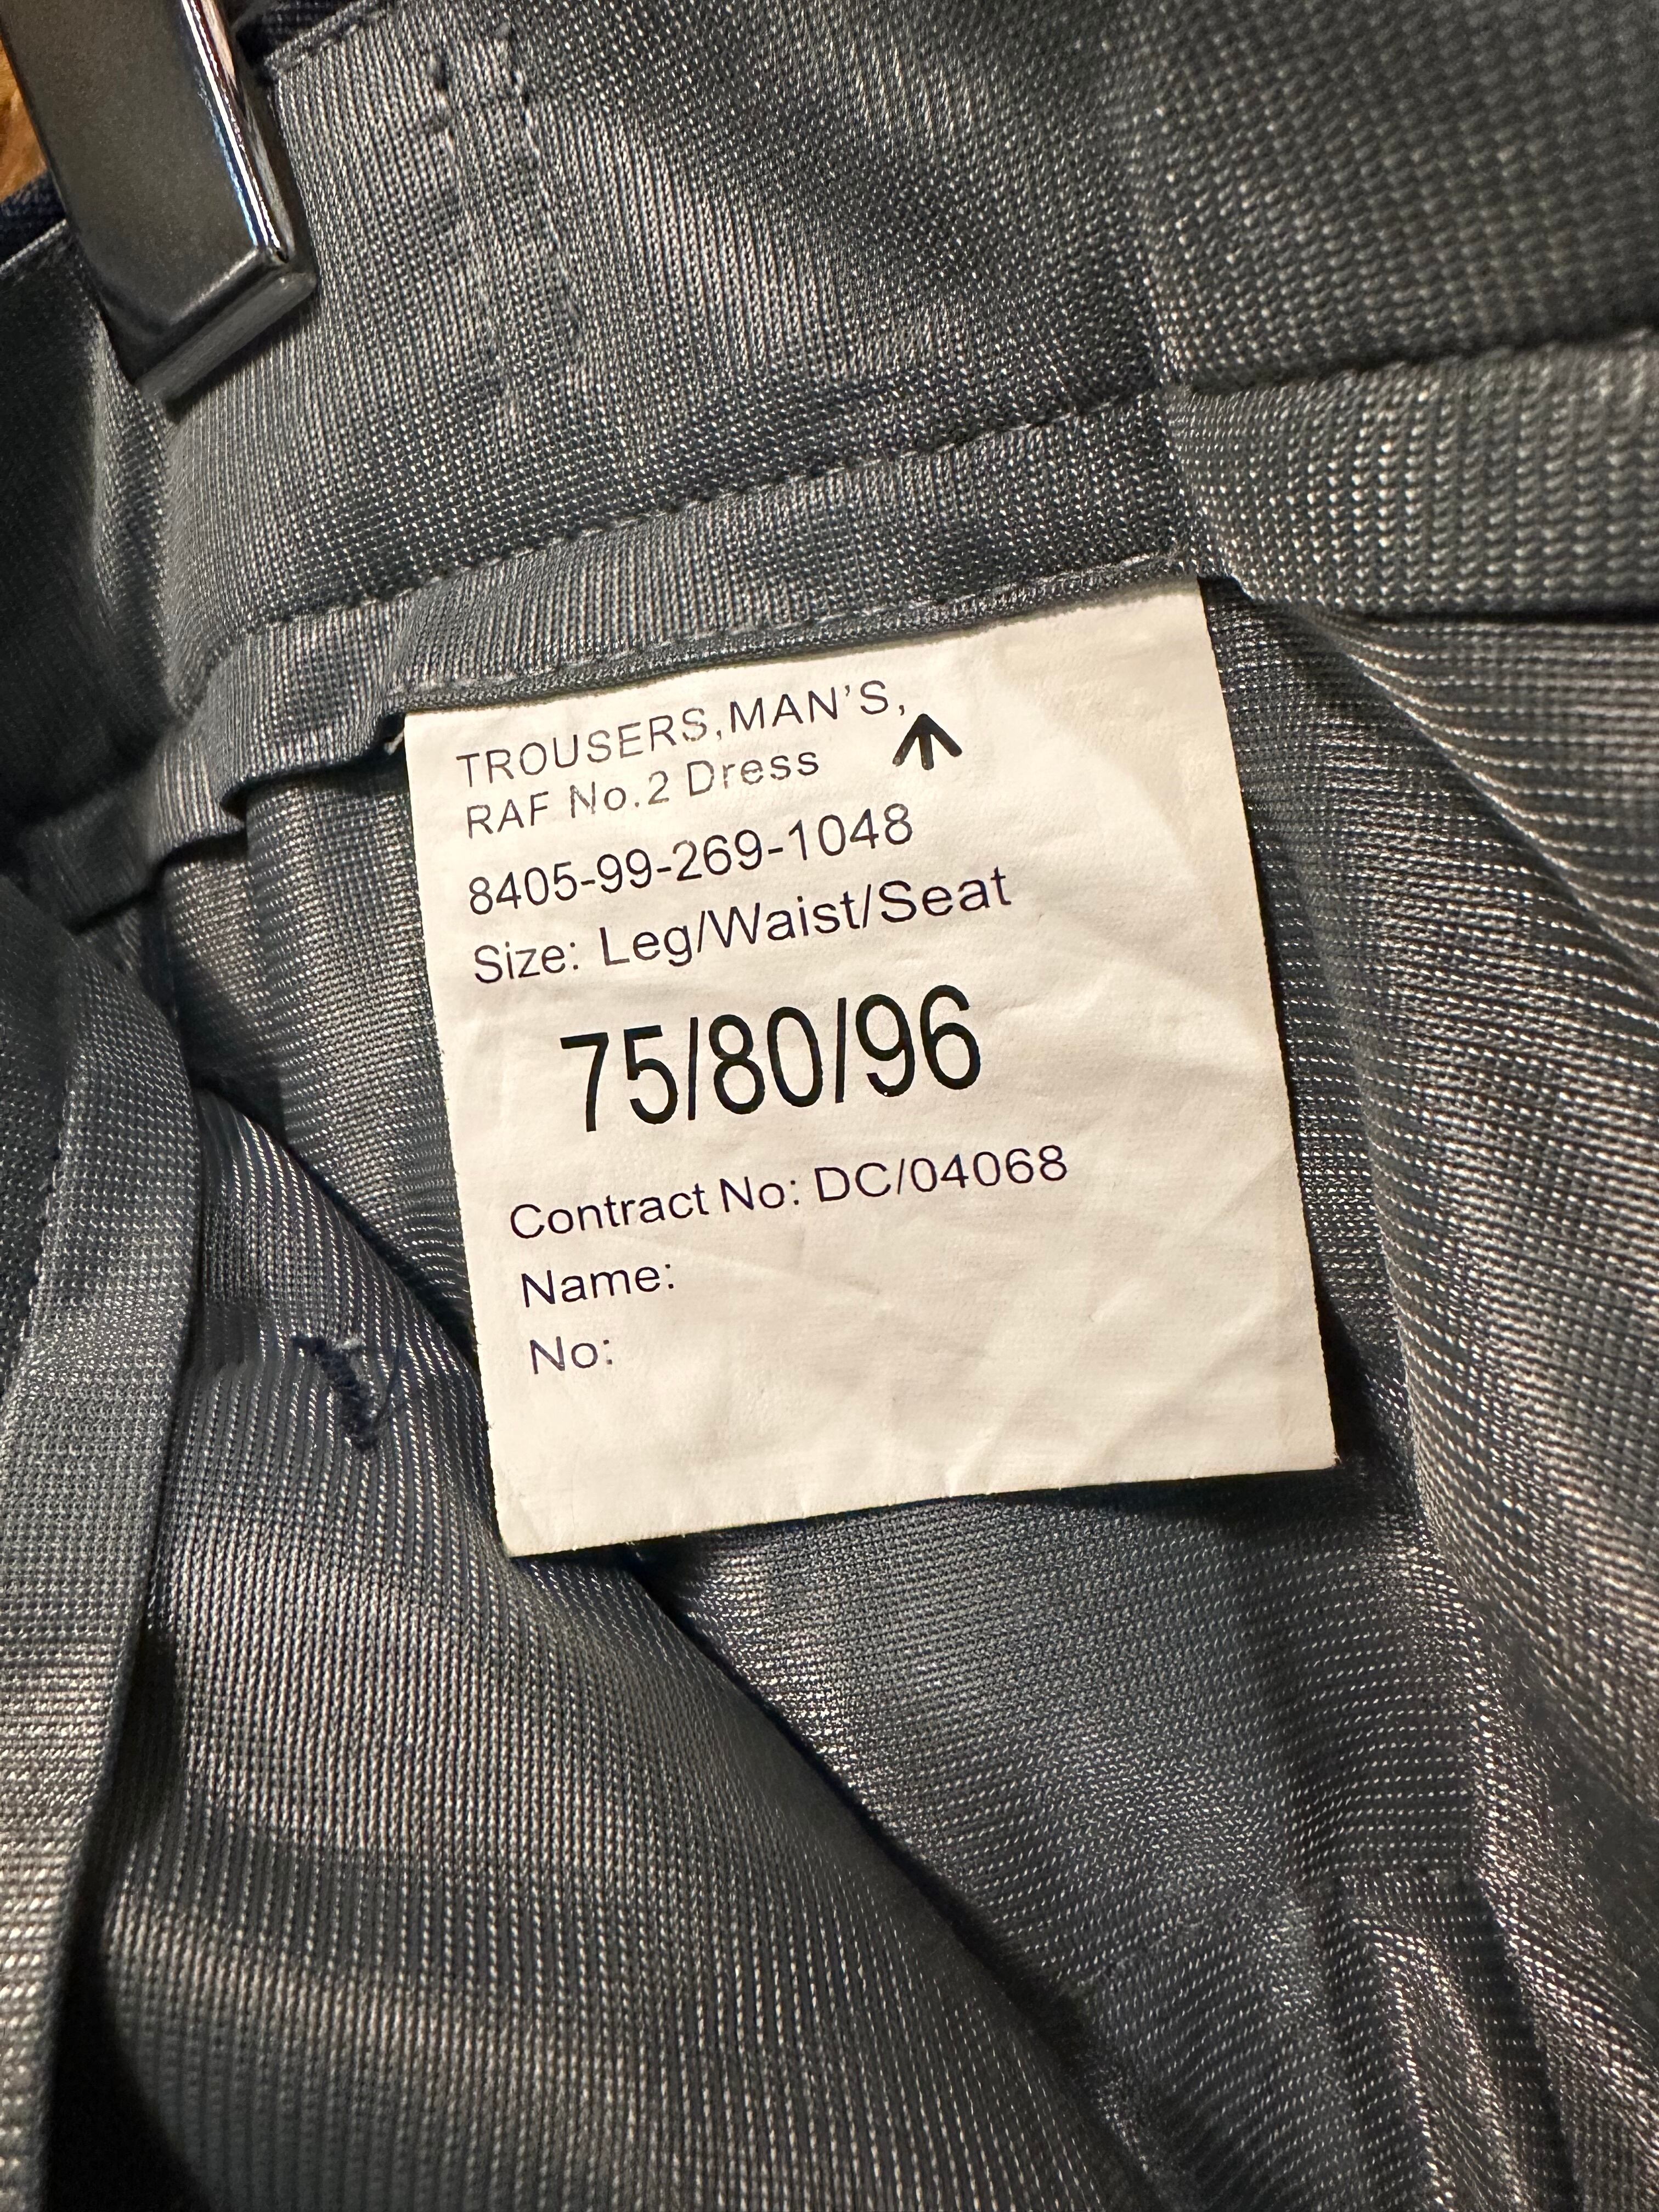 TROUSERS,MAN'S,
RAF No.2 Dress
8405-99-269-1048
Size: Leg/Waist/Seat
75/80/96
Contract No: DC/04068
Name:
No: